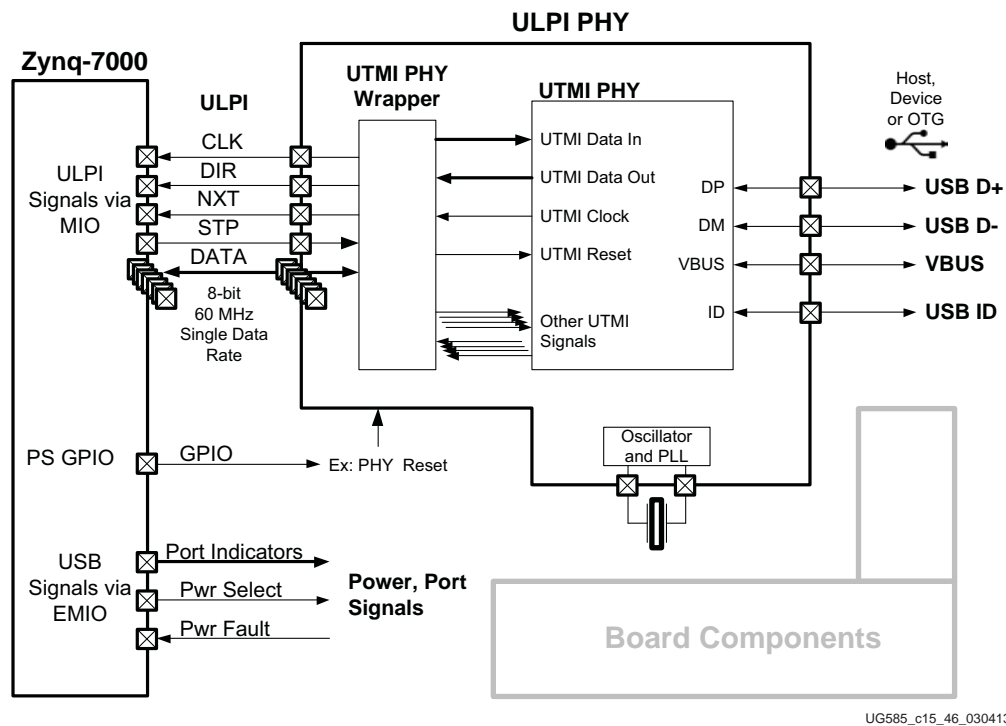 ULPI PHY
Zynq-7000
UTMI PHY
Wrapper
ULPI
UTMI PHY
Host,
Device
or OTG
CLK
DIR
NXT
STP
DATA
ULPI
Signals via
MIO
8-bit
60 MHz
Single Data
Rate
UTMI Data In
UTMI Data Out
UTMI Clock
UTMI Reset
Other UTMI
Signals
DP
DM
VBUS
ID
USB D+
USB D-
VBUS
USB ID
Oscillator
and PLL
PS GPIO
GPIO
Ex: PHY Reset
USB
Signals via
EMIO
Port Indicators
Pwr Select
Pwr Fault
Power, Port
Signals
Board Components
UG585_c15_46_030413